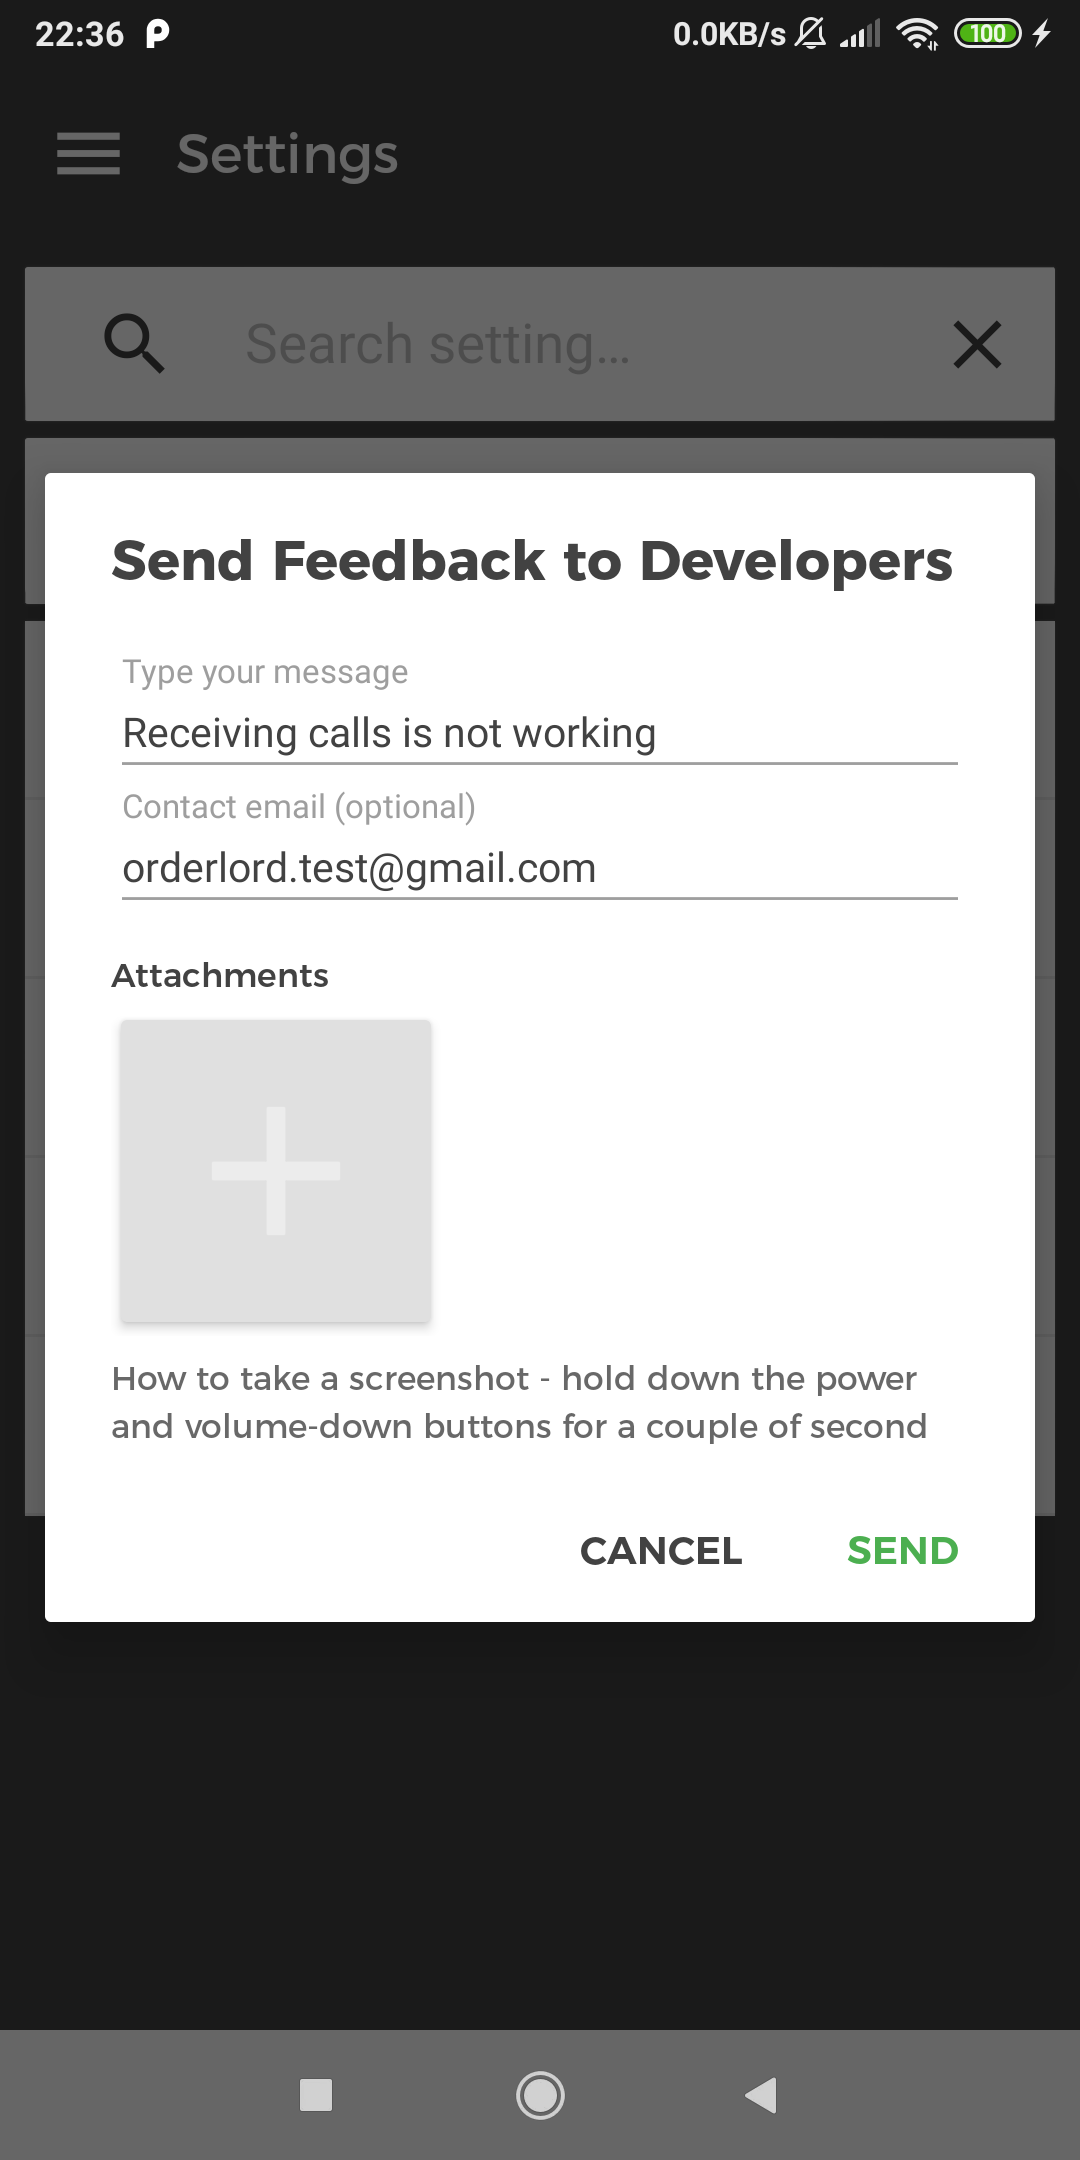 22:36 P 0.0KB/s 100
Settings
Search setting...
Send Feedback to Developers
Type your message
Receiving calls is not working
Contact email (optional)
orderlord.test@gmail.com
Attachments
How to take a screenshot - hold down the power
and volume-down buttons for a couple of second
CANCEL SEND